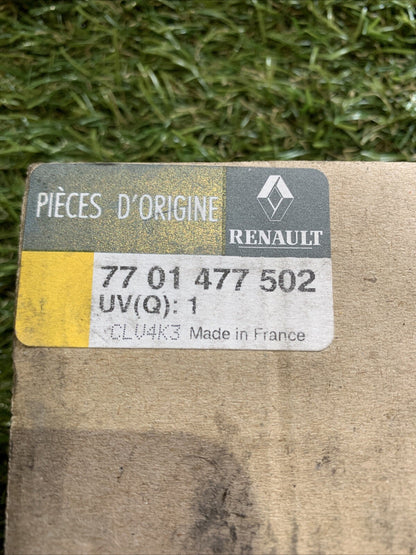 PIÈCES D'ORIGINE
RENAULT
77 01 477 502
UV(Q): 1
CLV4K3 Made in France